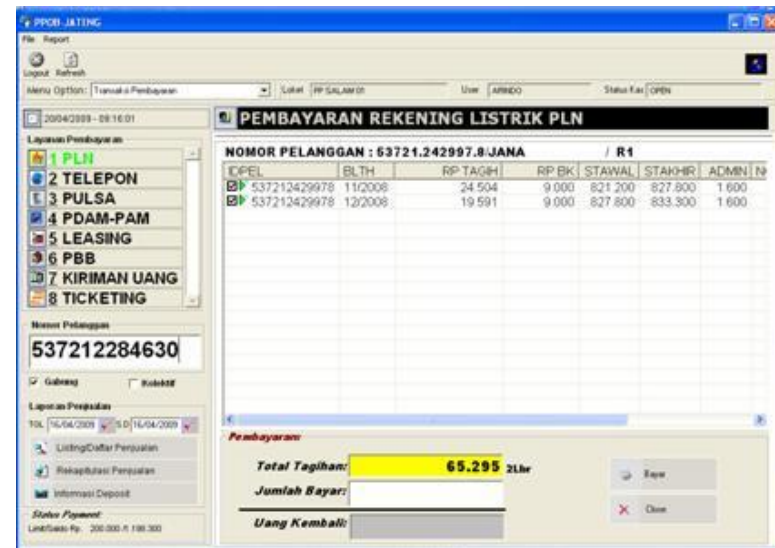 PPOB-JATENG
File Report
Logout Refresh
Menu Option: Transaksi Pembayaran Loket PP SALAM 01 User ARINDO Status Kas OPEN
20/04/2009 - 09:16:01
PEMBAYARAN REKENING LISTRIK PLN
Layanan Pembayaran
1 PLN
2 TELEPON
3 PULSA
4 PDAM-PAM
5 LEASING
6 PBB
7 KIRIMAN UANG
8 TICKETING
NOMOR PELANGGAN : 53721.242997.8/JANA / R1
IDPEL BLTH RP TAGIH RP BK STAWAL STAKHIR ADMIN
537212429978 11/2008 24.504 9.000 821.200 827.800 1.600
537212429978 12/2008 19.591 9.000 827.800 833.300 1.600
Nomor Pelanggan
537212284630
Gabung Kolektif
Laporan Penjualan
TGL 16/04/2009 S.D 16/04/2009
Listing/Daftar Penjualan
Rekapitulasi Penjualan
Informasi Deposit
Status Payment:
Limit/Saldo Rp. 200.000 /
Pembayaran:
Total Tagihan: 65.295 2Lbr
Jumlah Bayar:
Uang Kembali:
Bayar
Close